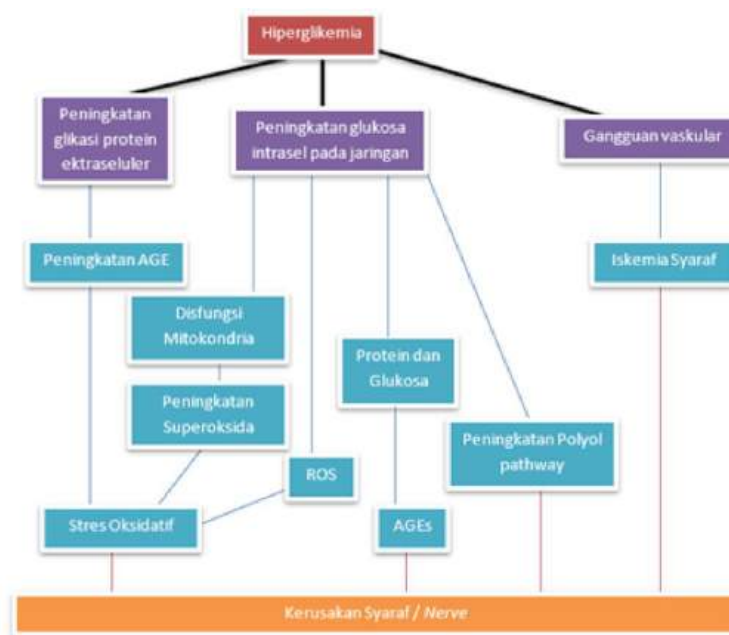 Hiperglikemia
Peningkatan
glikasi protein
ektraseluler
Peningkatan glukosa
intrasel pada jaringan
Gangguan vaskular
Peningkatan AGE
Iskemia Syaraf
Disfungsi
Mitokondria
Protein dan
Glukosa
Peningkatan
Superoksida
Peningkatan Polyol
pathway
ROS
Stres Oksidatif
AGEs
Kerusakan Syaraf / Nerve